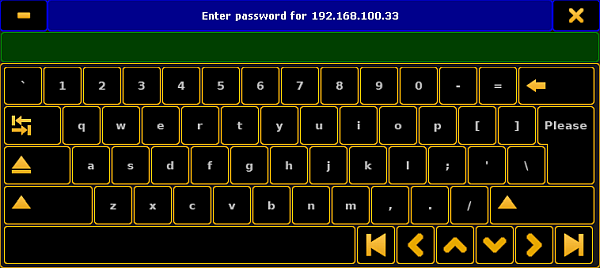 Enter password for 192.168.100.33
` 1 2 3 4 5 6 7 8 9 0 - =
q w e r t y u i o p [ ] Please
a s d f g h j k l ; ' \
z x c v b n m , . /